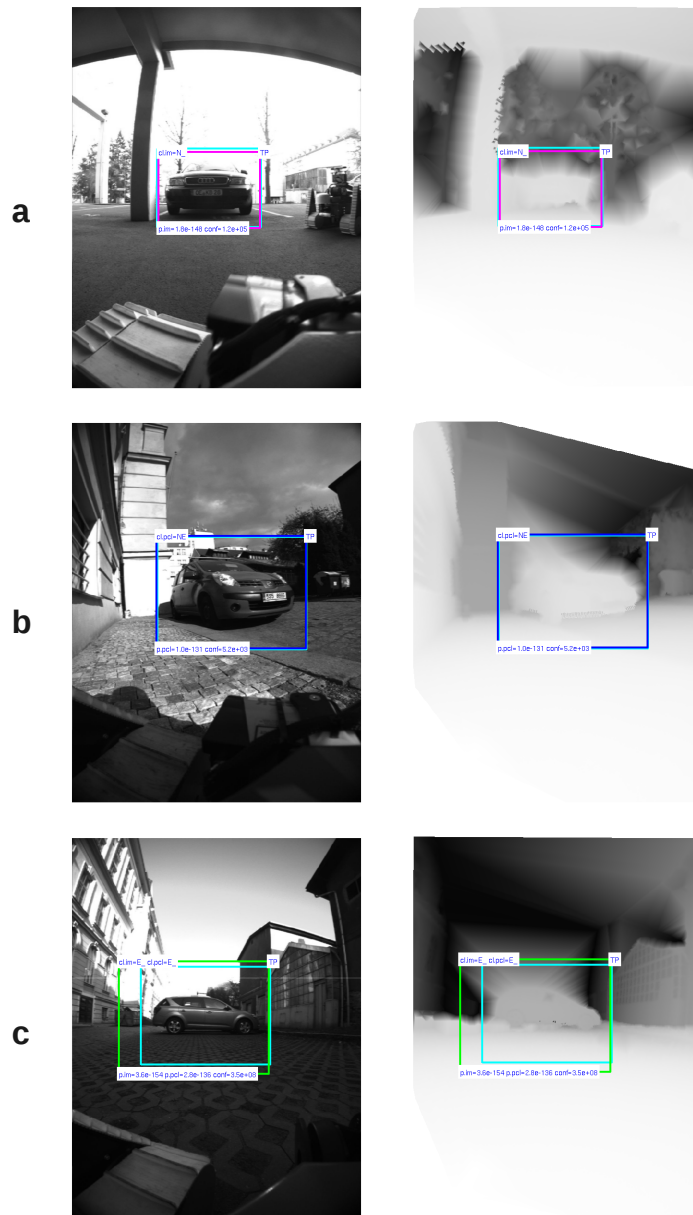 a
cl.im=N_ TP
p.im=1.8e-148 conf=1.2e+05
cl.im=N_ TP
p.im=1.8e-148 conf=1.2e+05
b
cl.pcl=NE TP
p.pcl=1.0e-131 conf=5.2e+03
cl.pcl=NE TP
p.pcl=1.0e-131 conf=5.2e+03
c
cl.im=E_ cl.pcl=E_ TP
p.im=3.6e-154 p.pcl=2.8e-136 conf=3.5e+08
cl.im=E_ cl.pcl=E_ TP
p.im=3.6e-154 p.pcl=2.8e-136 conf=3.5e+08